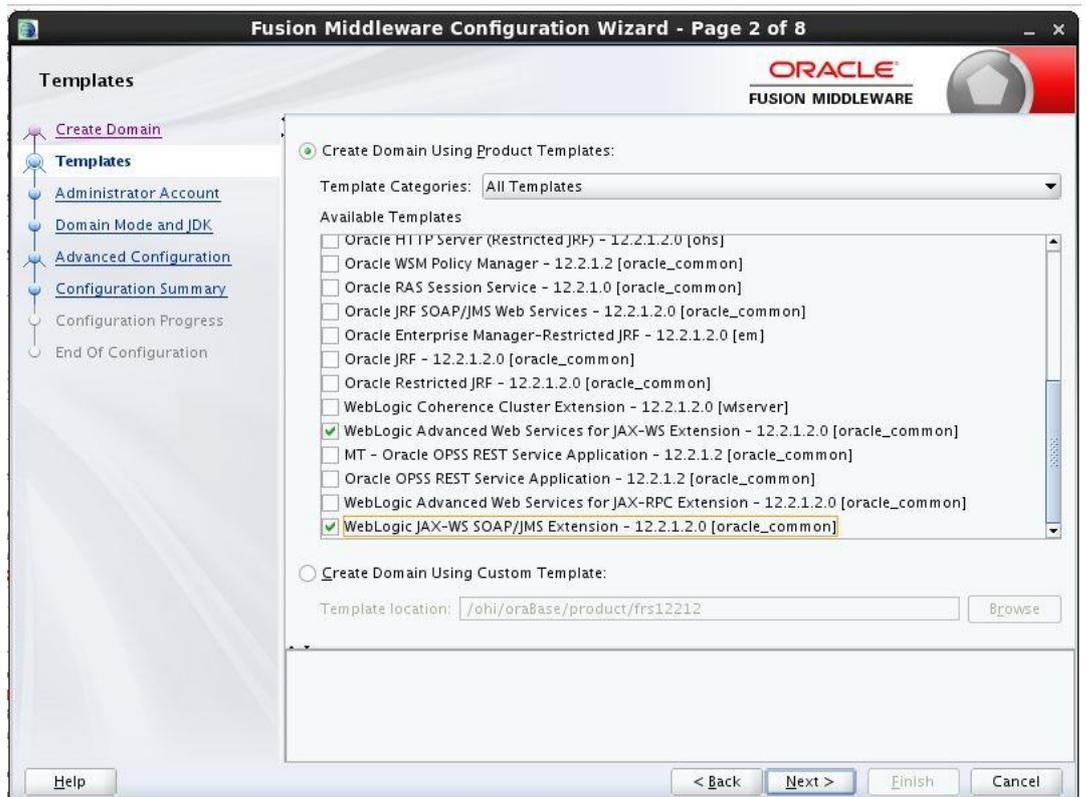 Fusion Middleware Configuration Wizard - Page 2 of 8
Templates
ORACLE
FUSION MIDDLEWARE
Create Domain
Templates
Administrator Account
Domain Mode and JDK
Advanced Configuration
Configuration Summary
Configuration Progress
End Of Configuration
Create Domain Using Product Templates:
Template Categories: All Templates
Available Templates
Oracle HTTP Server (Restricted JRF) - 12.2.1.2.0 [ohs]
Oracle WSM Policy Manager - 12.2.1.2 [oracle_common]
Oracle RAS Session Service - 12.2.1.0 [oracle_common]
Oracle JRF SOAP/JMS Web Services - 12.2.1.2.0 [oracle_common]
Oracle Enterprise Manager-Restricted JRF - 12.2.1.2.0 [em]
Oracle JRF - 12.2.1.2.0 [oracle_common]
Oracle Restricted JRF - 12.2.1.2.0 [oracle_common]
WebLogic Coherence Cluster Extension - 12.2.1.2.0 [wlserver]
WebLogic Advanced Web Services for JAX-WS Extension - 12.2.1.2.0 [oracle_common]
MT - Oracle OPSS REST Service Application - 12.2.1.2 [oracle_common]
Oracle OPSS REST Service Application - 12.2.1.2 [oracle_common]
WebLogic Advanced Web Services for JAX-RPC Extension - 12.2.1.2.0 [oracle_common]
WebLogic JAX-WS SOAP/JMS Extension - 12.2.1.2.0 [oracle_common]
Create Domain Using Custom Template:
Template location: /ohi/oraBase/product/frs12212 Browse
Help < Back Next > Finish Cancel